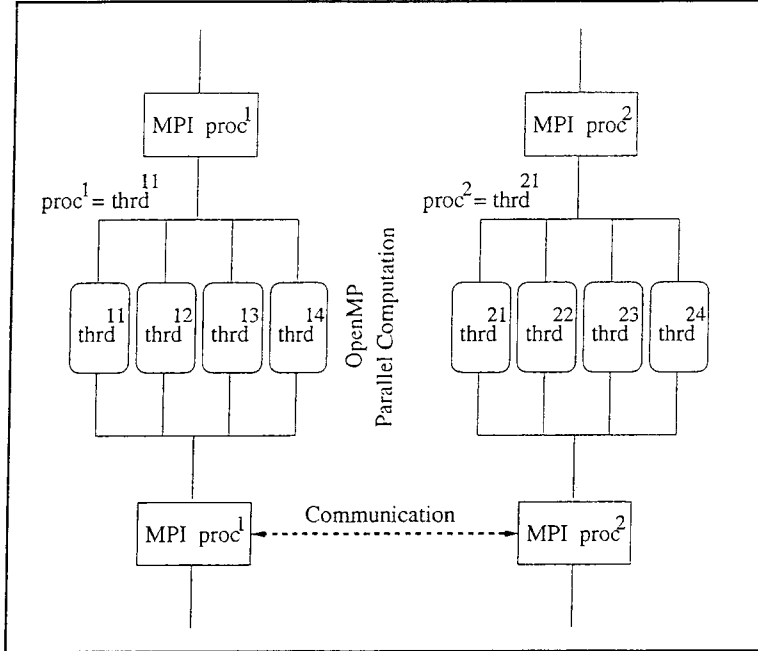 MPI proc¹
MPI proc²
proc¹ = thrd¹¹
proc² = thrd²¹
thrd¹¹
thrd¹²
thrd¹³
thrd¹⁴
OpenMP
Parallel Computation
thrd²¹
thrd²²
thrd²³
thrd²⁴
MPI proc¹
Communication
MPI proc²